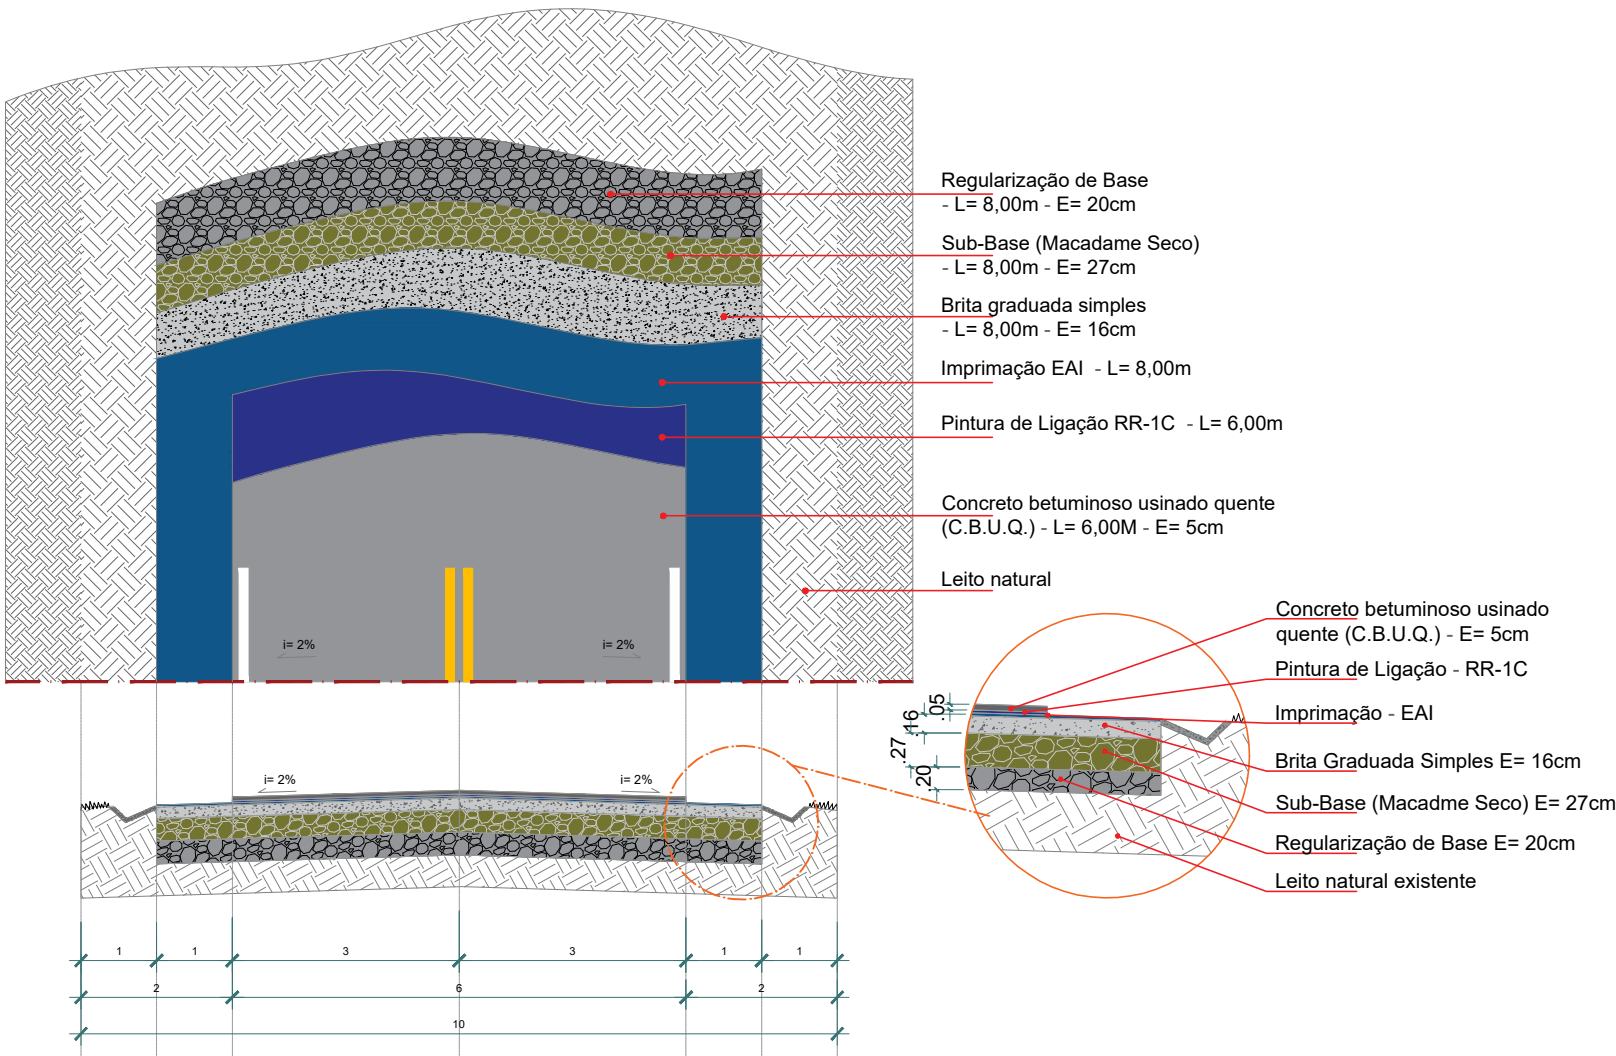 Regularização de Base
- L= 8,00m - E= 20cm
Sub-Base (Macadame Seco)
- L= 8,00m - E= 27cm
Brita graduada simples
- L= 8,00m - E= 16cm
Imprimação EAI - L= 8,00m
Pintura de Ligação RR-1C - L= 6,00m
Concreto betuminoso usinado quente
(C.B.U.Q.) - L= 6,00M - E= 5cm
Leito natural
i= 2%
i= 2%
Concreto betuminoso usinado
quente (C.B.U.Q.) - E= 5cm
Pintura de Ligação - RR-1C
Imprimação - EAI
Brita Graduada Simples E= 16cm
Sub-Base (Macadme Seco) E= 27cm
Regularização de Base E= 20cm
Leito natural existente
.05
.16
.27
.20
i= 2%
i= 2%
1
1
3
3
1
1
2
6
2
10